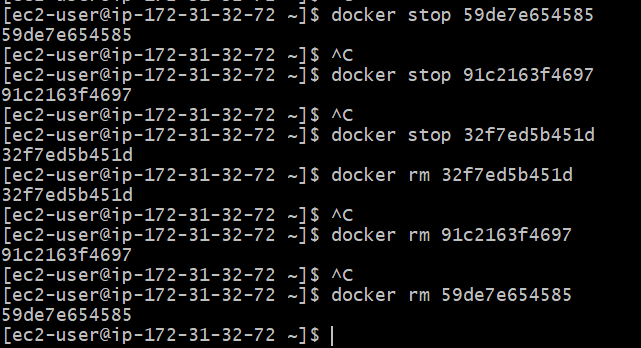 [ec2-user@ip-172-31-32-72 ~]$ docker stop 59de7e654585
59de7e654585
[ec2-user@ip-172-31-32-72 ~]$ ^C
[ec2-user@ip-172-31-32-72 ~]$ docker stop 91c2163f4697
91c2163f4697
[ec2-user@ip-172-31-32-72 ~]$ ^C
[ec2-user@ip-172-31-32-72 ~]$ docker stop 32f7ed5b451d
32f7ed5b451d
[ec2-user@ip-172-31-32-72 ~]$ docker rm 32f7ed5b451d
32f7ed5b451d
[ec2-user@ip-172-31-32-72 ~]$ ^C
[ec2-user@ip-172-31-32-72 ~]$ docker rm 91c2163f4697
91c2163f4697
[ec2-user@ip-172-31-32-72 ~]$ ^C
[ec2-user@ip-172-31-32-72 ~]$ docker rm 59de7e654585
59de7e654585
[ec2-user@ip-172-31-32-72 ~]$